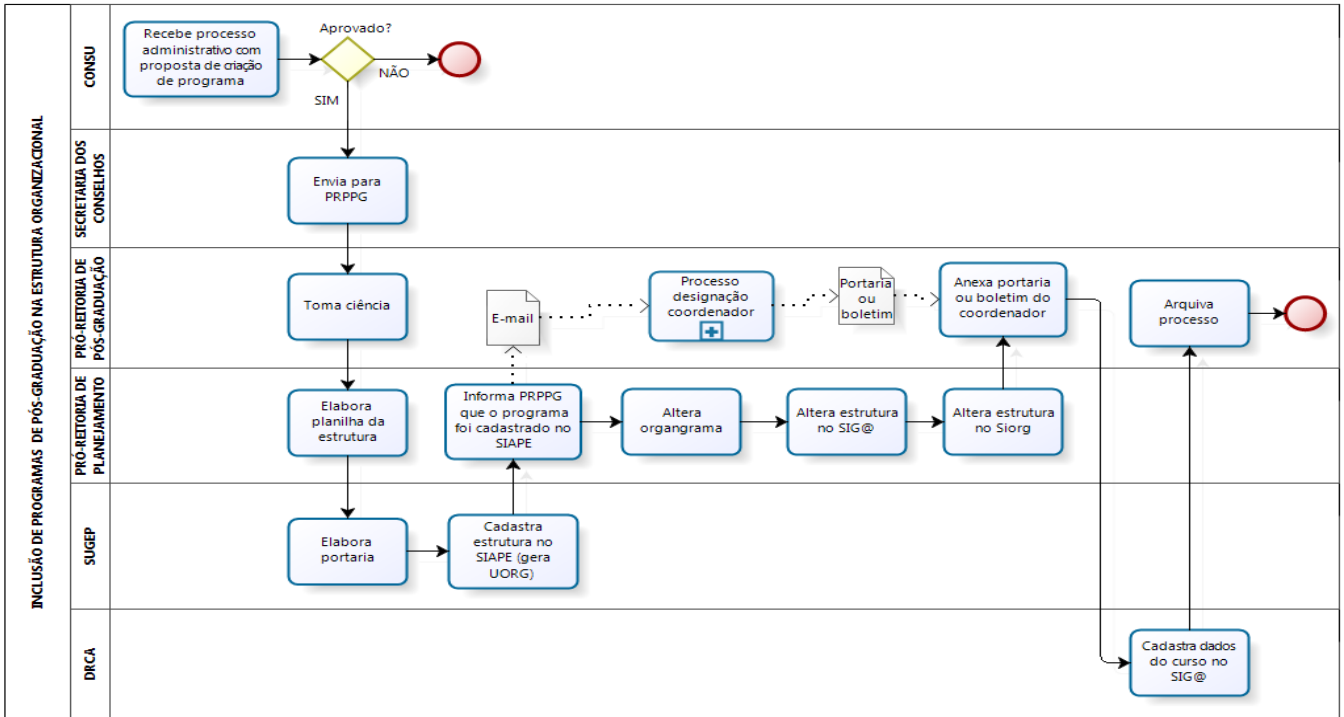 INCLUSÃO DE PROGRAMAS DE PÓS-GRADUAÇÃO NA ESTRUTURA ORGANIZACIONAL
CONSU
Recebe processo
administrativo com
proposta de criação
de programa
Aprovado?
NÃO
SIM
SECRETARIA DOS
CONSELHOS
Envia para
PRPPG
PRÓ-REITORIA DE
PÓS-GRADUAÇÃO
Toma ciência
E-mail
Processo
designação
coordenador
Portaria
ou
boletim
Anexa portaria
ou boletim do
coordenador
Arquiva
processo
PRÓ-REITORIA DE
PLANEJAMENTO
Elabora
planilha da
estrutura
Informa PRPPG
que o programa
foi cadastrado no
SIAPE
Altera
organgrama
Altera estrutura
no SIG@
Altera estrutura
no Siorg
SUGEP
Elabora
portaria
Cadastra
estrutura no
SIAPE (gera
UORG)
DRCA
Cadastra dados
do curso no
SIG@